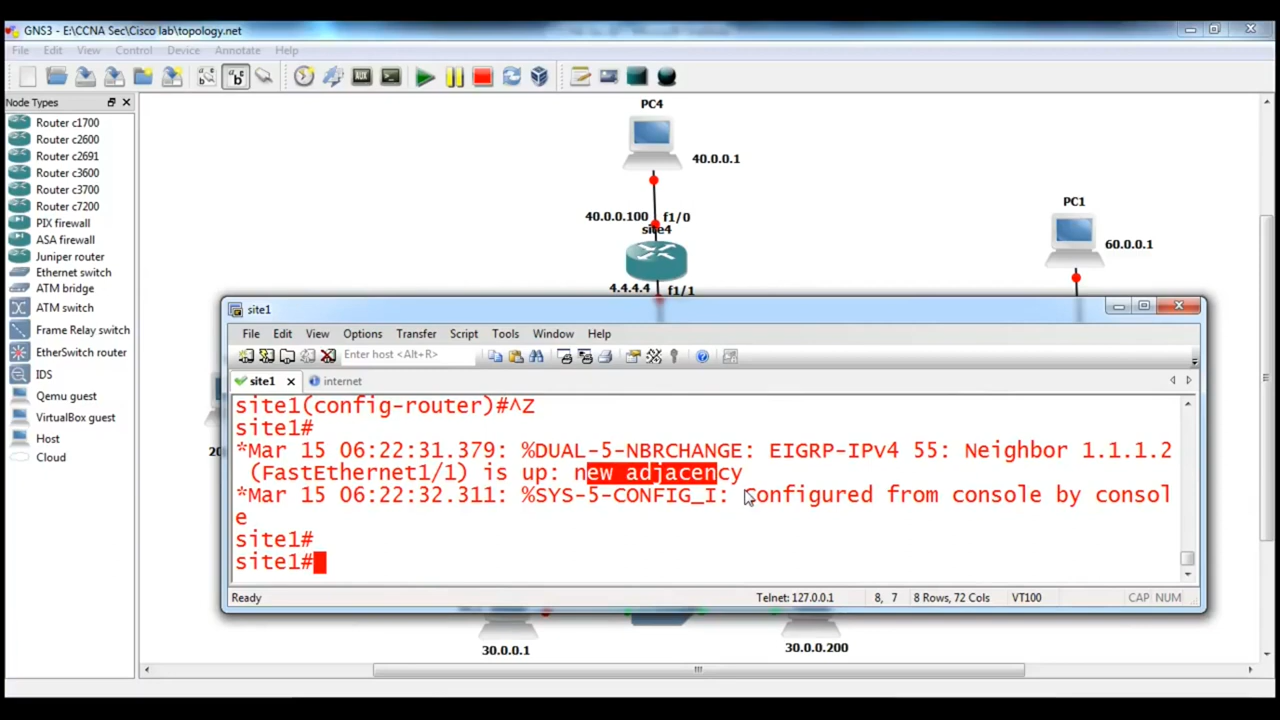 GNS3 - E:\CCNA Sec\Cisco lab\topology.net
File Edit View Control Device Annotate Help
Node Types
Router c1700
Router c2600
Router c2691
Router c3600
Router c3700
Router c7200
PIX firewall
ASA firewall
Juniper router
Ethernet switch
ATM bridge
ATM switch
Frame Relay switch
EtherSwitch router
IDS
Qemu guest
VirtualBox guest
Host
Cloud
PC4
40.0.0.1
40.0.0.100 f1/0
site4
4.4.4.4 f1/1
PC1
60.0.0.1
site1
File Edit View Options Transfer Script Tools Window Help
Enter host <Alt+R>
site1 internet
site1(config-router)#^Z
site1#
*Mar 15 06:22:31.379: %DUAL-5-NBRCHANGE: EIGRP-IPv4 55: Neighbor 1.1.1.2
(FastEthernet1/1) is up: new adjacency
*Mar 15 06:22:32.311: %SYS-5-CONFIG_I: Configured from console by consol
e
site1#
site1#
Ready Telnet: 127.0.0.1 8, 7 8 Rows, 72 Cols VT100 CAP NUM
20
30.0.0.1
30.0.0.200